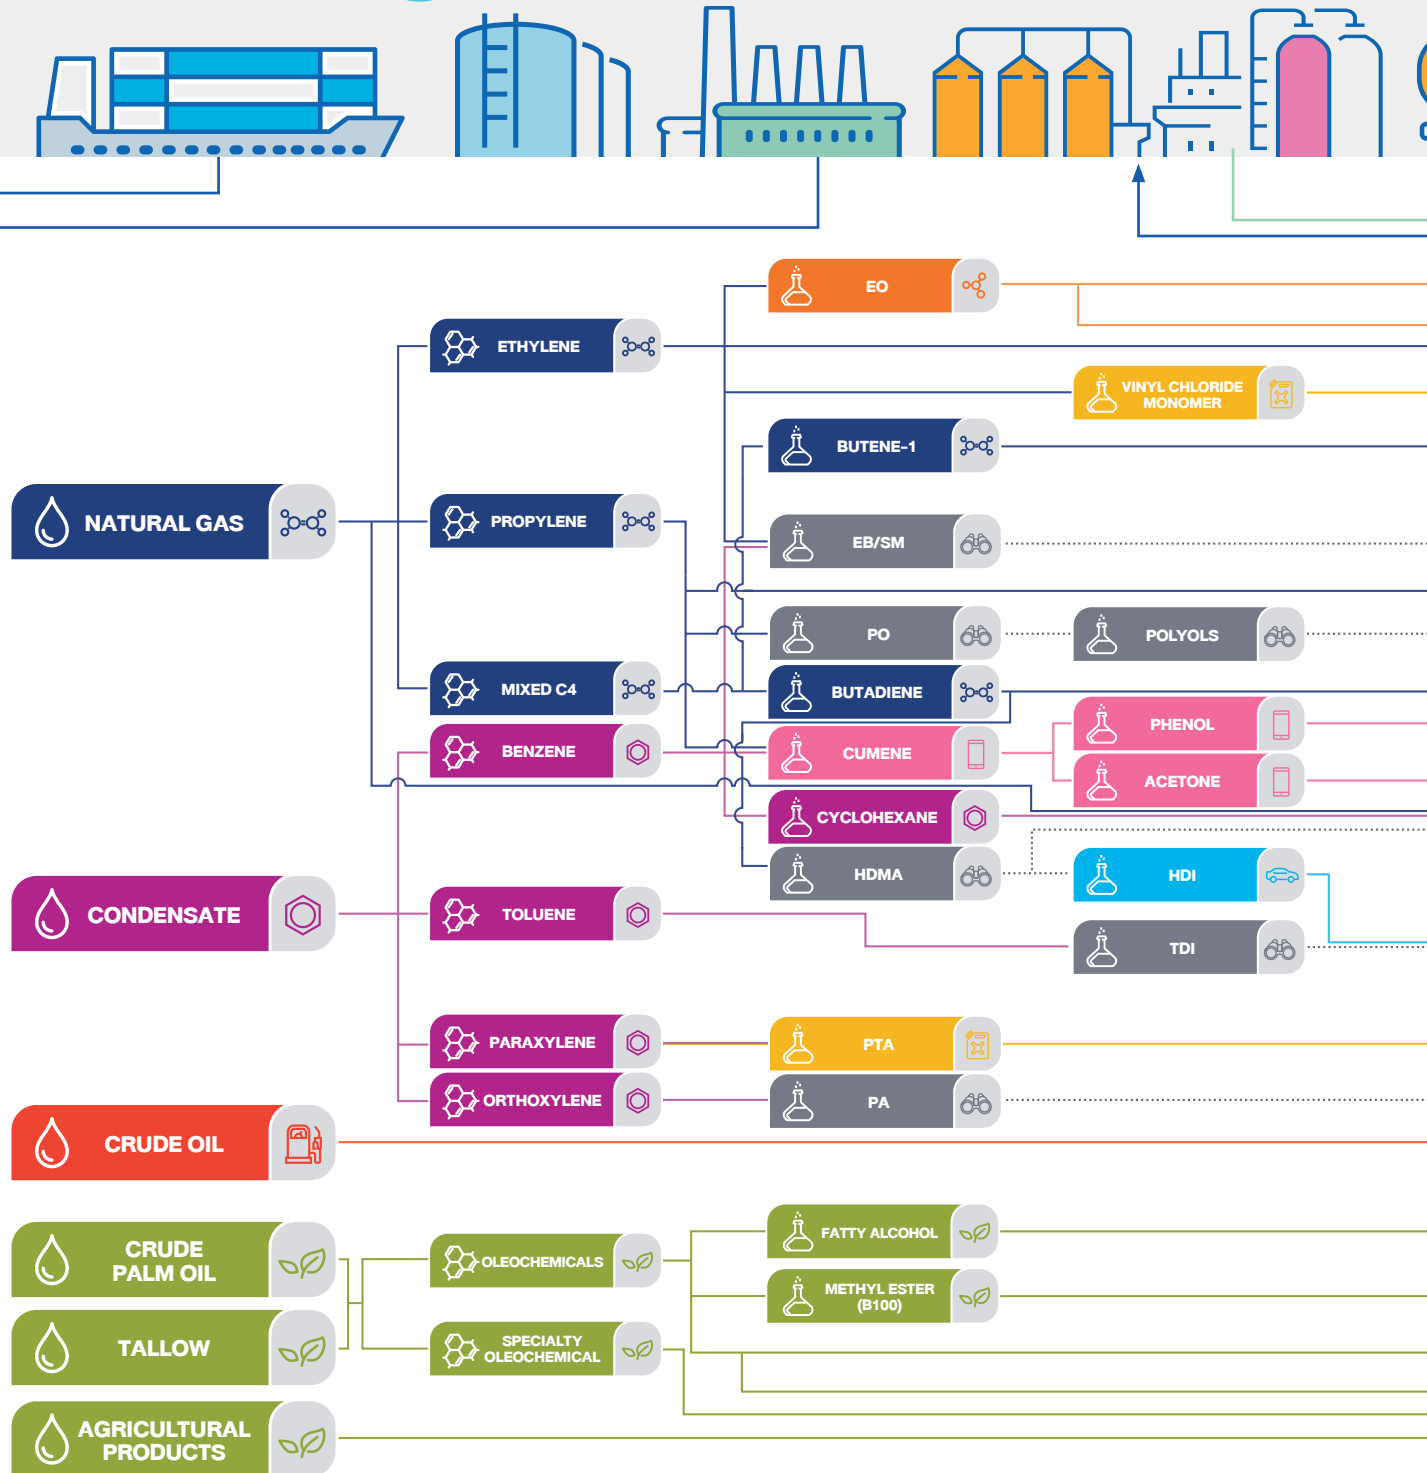 EO
ETHYLENE
VINYL CHLORIDE
MONOMER
BUTENE-1
NATURAL GAS
PROPYLENE
EB/SM
PO
POLYOLS
MIXED C4
BUTADIENE
PHENOL
BENZENE
CUMENE
ACETONE
CYCLOHEXANE
HDMA
HDI
CONDENSATE
TOLUENE
TDI
PARAXYLENE
PTA
ORTHOXYLENE
PA
CRUDE OIL
FATTY ALCOHOL
CRUDE
PALM OIL
OLEOCHEMICALS
METHYL ESTER
(B100)
TALLOW
SPECIALTY
OLEOCHEMICAL
AGRICULTURAL
PRODUCTS